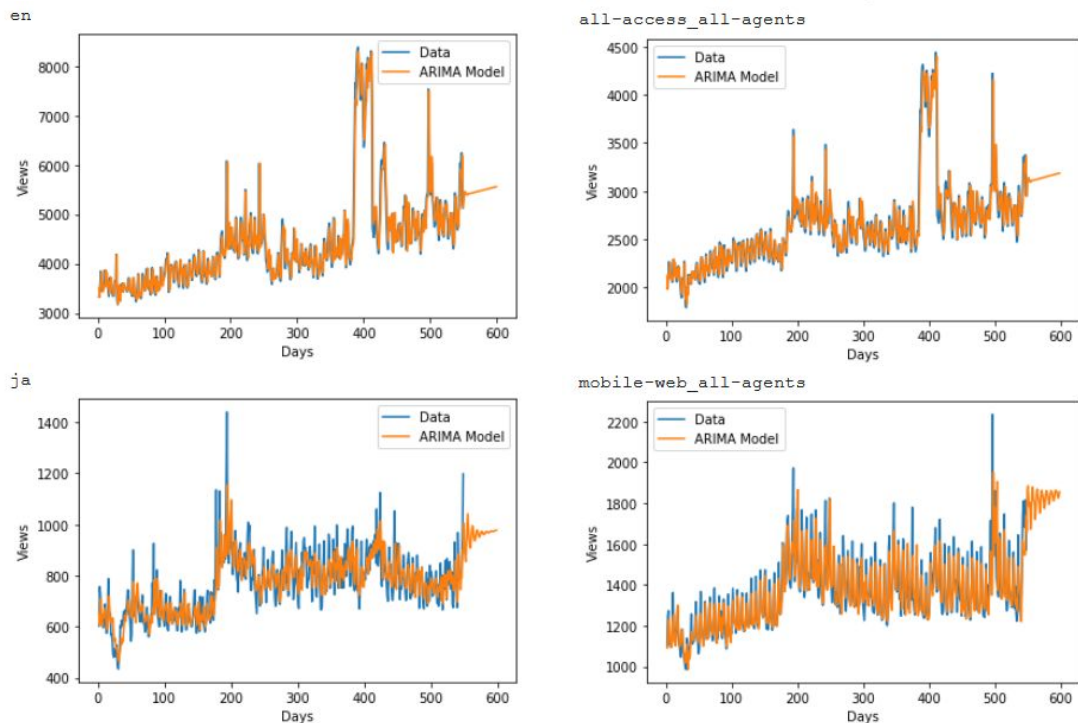 en
8000
7000
6000
5000
4000
3000
Views
0 100 200 300 400 500 600
Days
Data
ARIMA Model
all-access_all-agents
4500
4000
3500
3000
2500
2000
Views
0 100 200 300 400 500 600
Days
Data
ARIMA Model
ja
1400
1200
1000
800
600
400
Views
0 100 200 300 400 500 600
Days
Data
ARIMA Model
mobile-web_all-agents
2200
2000
1800
1600
1400
1200
1000
Views
0 100 200 300 400 500 600
Days
Data
ARIMA Model